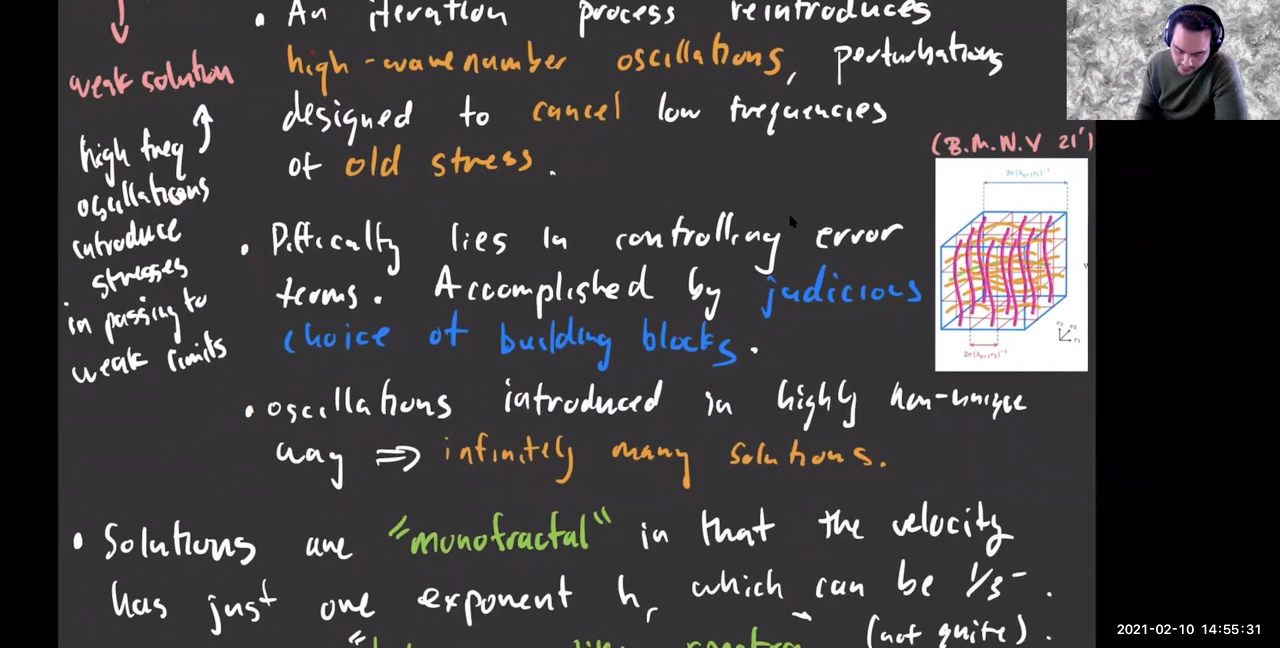 • An iteration process reintroduces
high-wavenumber oscillations, perturbations
designed to cancel low frequencies
of old stress.
weak solution
high freq
oscillations
introduce
stresses
in passing to
weak limits
(B.M.N.V 21')
• Difficulty lies in controlling error
terms. Accomplished by judicious
choice of building blocks.
• oscillations introduced in highly non-unique
way ⇒ infinitely many solutions.
• Solutions are "monofractal" in that the velocity
has just one exponent h, which can be 1/3⁻.
(not quite).
2021-02-10 14:55:31